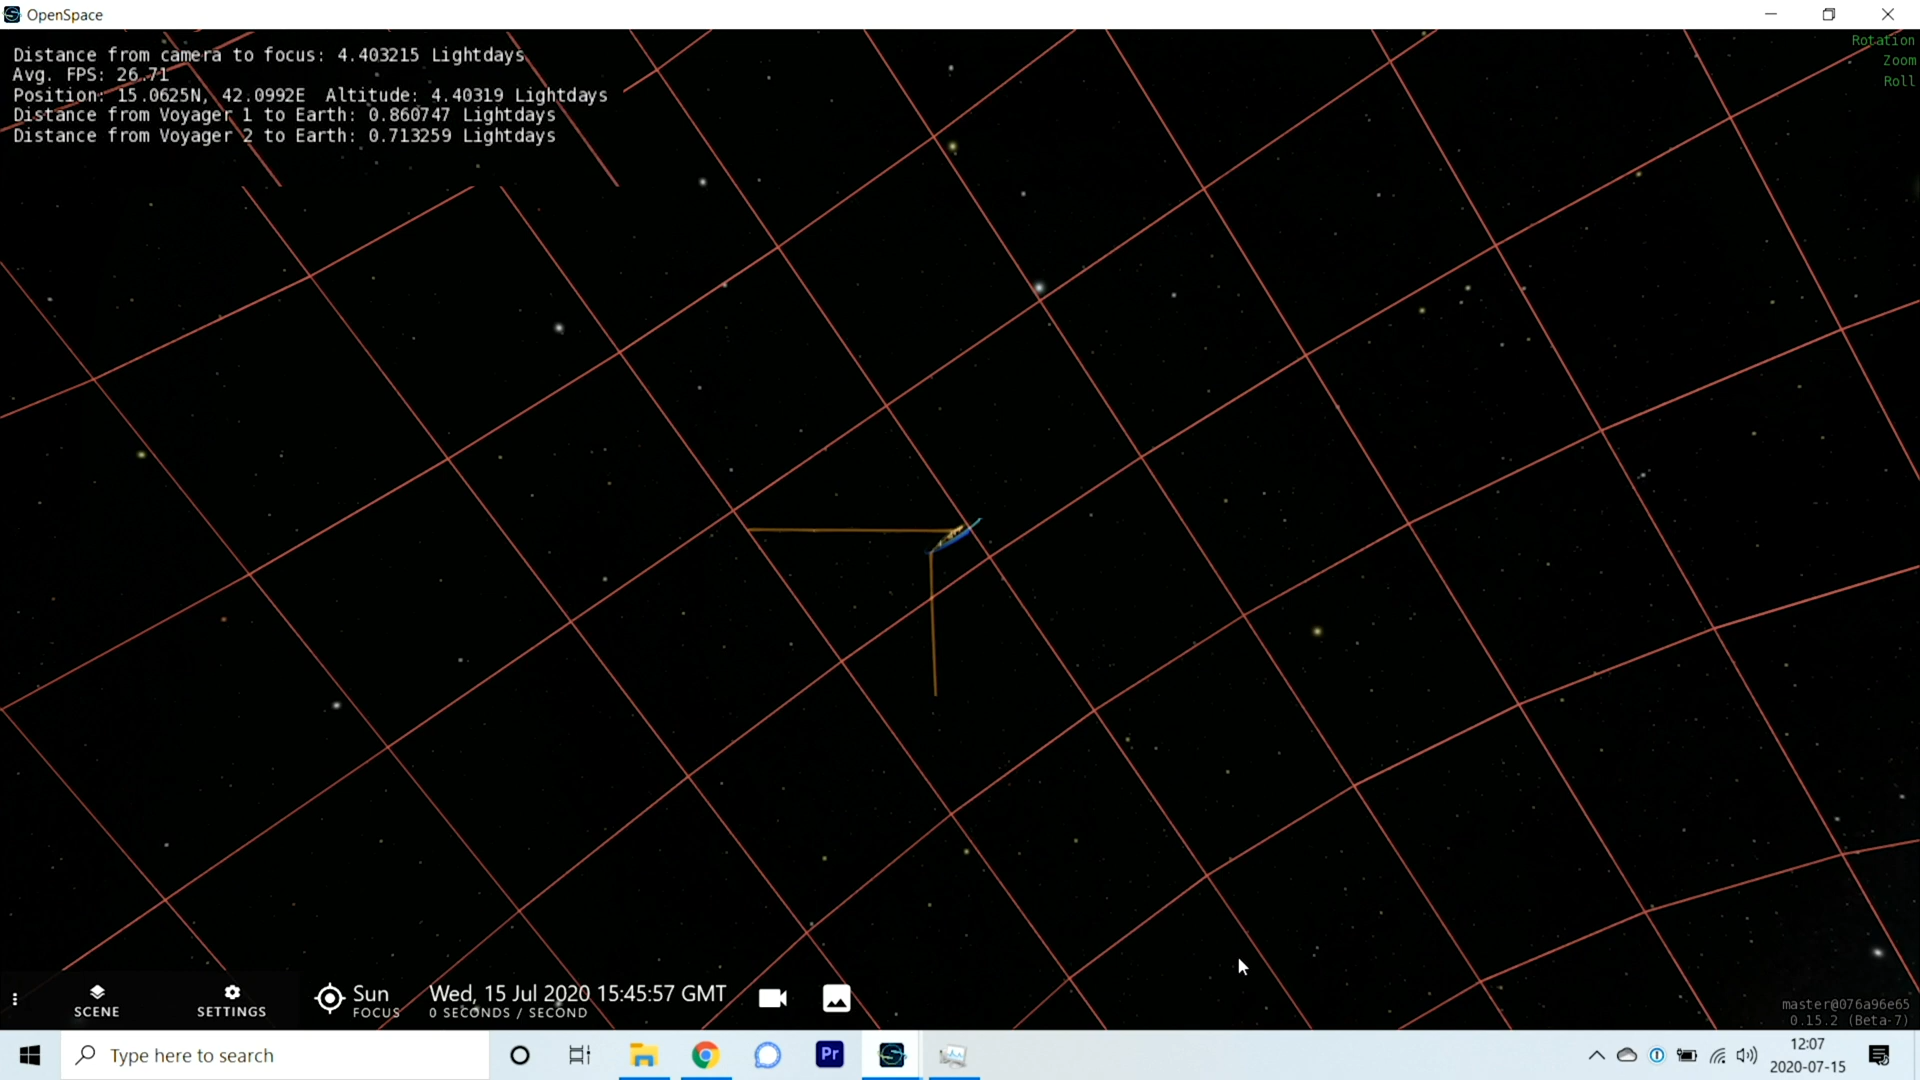 OpenSpace
Distance from camera to focus: 4.403215 Lightdays
Avg. FPS: 26.71
Position: 15.0625N, 42.0992E  Altitude: 4.40319 Lightdays
Distance from Voyager 1 to Earth: 0.860747 Lightdays
Distance from Voyager 2 to Earth: 0.713259 Lightdays
Rotation
Zoom
Roll
SCENE
SETTINGS
Sun
FOCUS
Wed, 15 Jul 2020 15:45:57 GMT
0 SECONDS / SECOND
master@076a96e65
0.15.2 (Beta-7)
Type here to search
Pr
12:07
2020-07-15